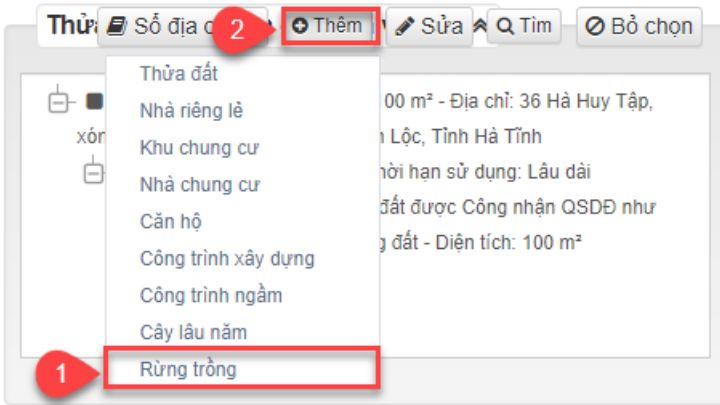 Thửa Sổ địa c 2 Thêm Sửa Tìm Bỏ chọn
Thửa đất
00 m² - Địa chỉ: 36 Hà Huy Tập,
Nhà riêng lẻ
xóm Lộc, Tỉnh Hà Tĩnh
Khu chung cư
hời hạn sử dụng: Lâu dài
Nhà chung cư
đất được Công nhận QSDĐ như
Căn hộ
g đất - Diện tích: 100 m²
Công trình xây dựng
Công trình ngầm
Cây lâu năm
1 Rừng trồng